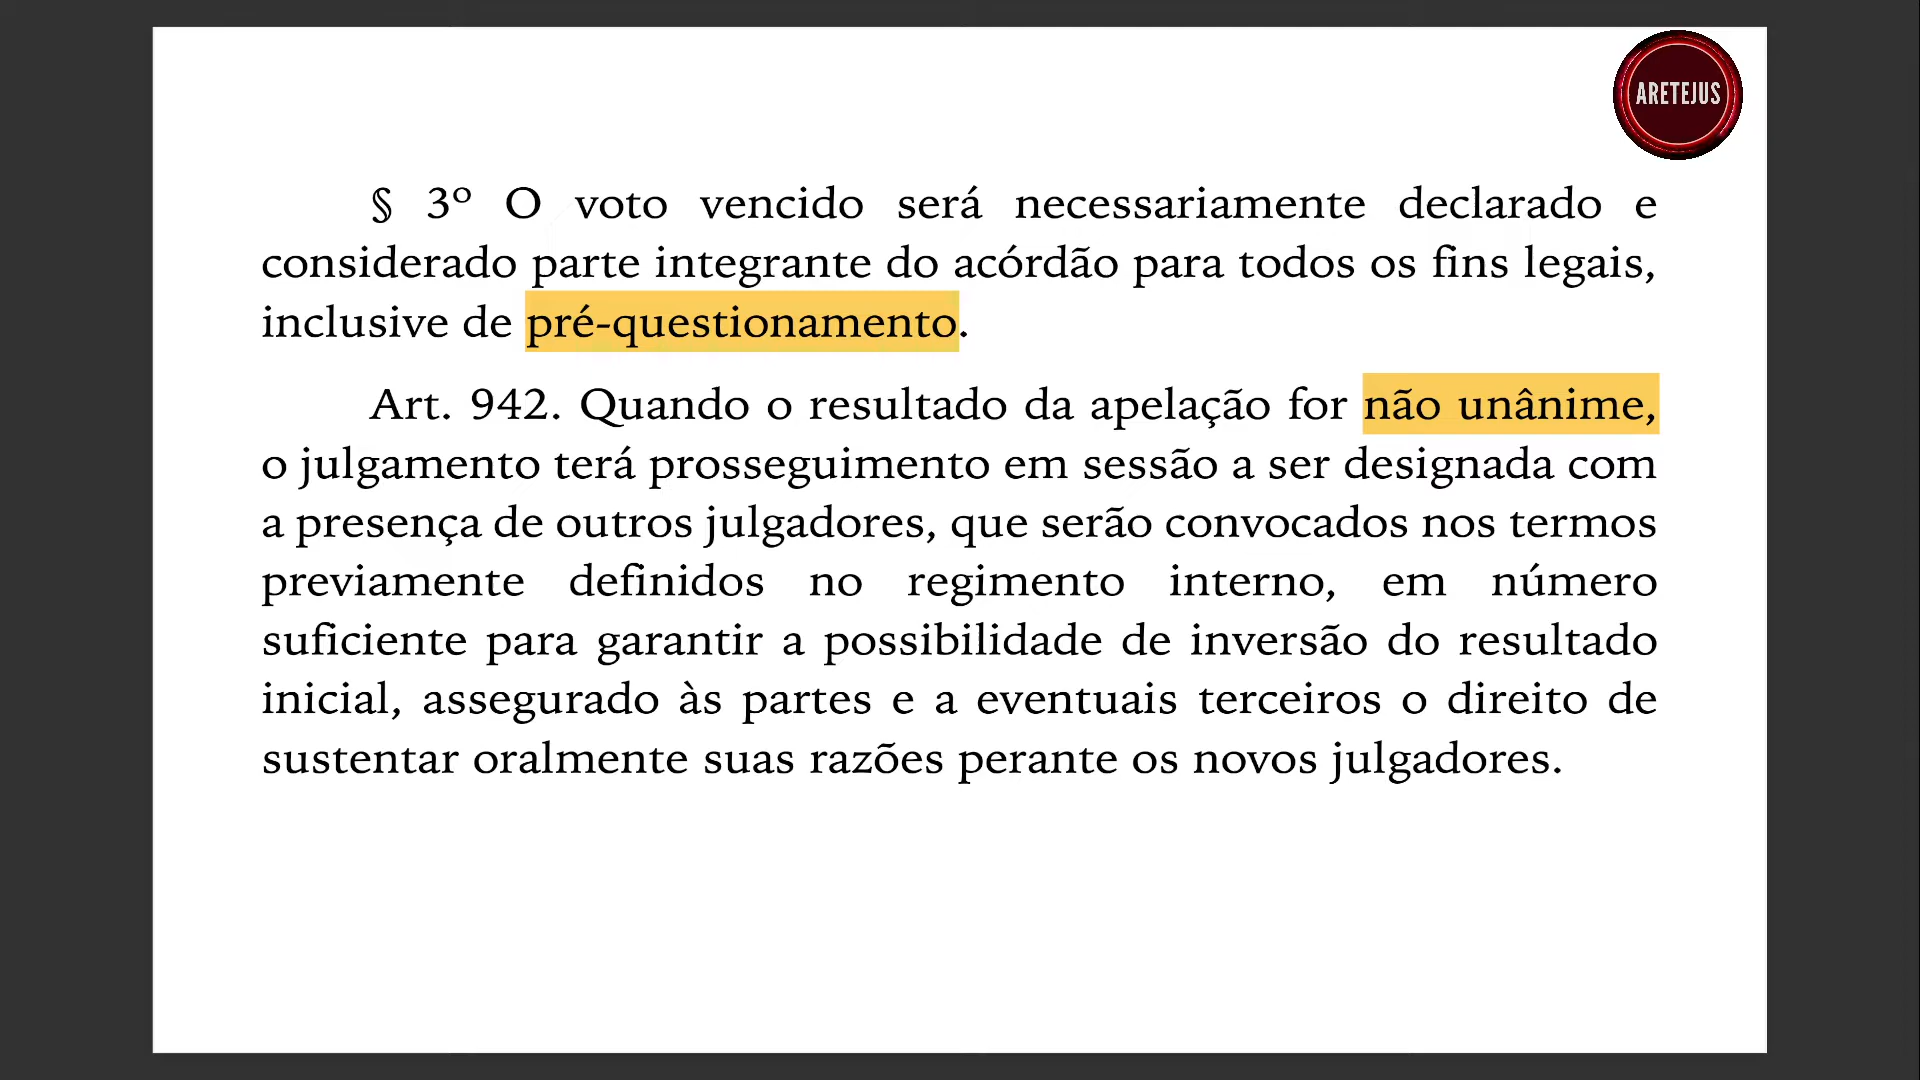 ARETEJUS
§ 3º O voto vencido será necessariamente declarado e
considerado parte integrante do acórdão para todos os fins legais,
inclusive de pré-questionamento.
Art. 942. Quando o resultado da apelação for não unânime,
o julgamento terá prosseguimento em sessão a ser designada com
a presença de outros julgadores, que serão convocados nos termos
previamente definidos no regimento interno, em número
suficiente para garantir a possibilidade de inversão do resultado
inicial, assegurado às partes e a eventuais terceiros o direito de
sustentar oralmente suas razões perante os novos julgadores.